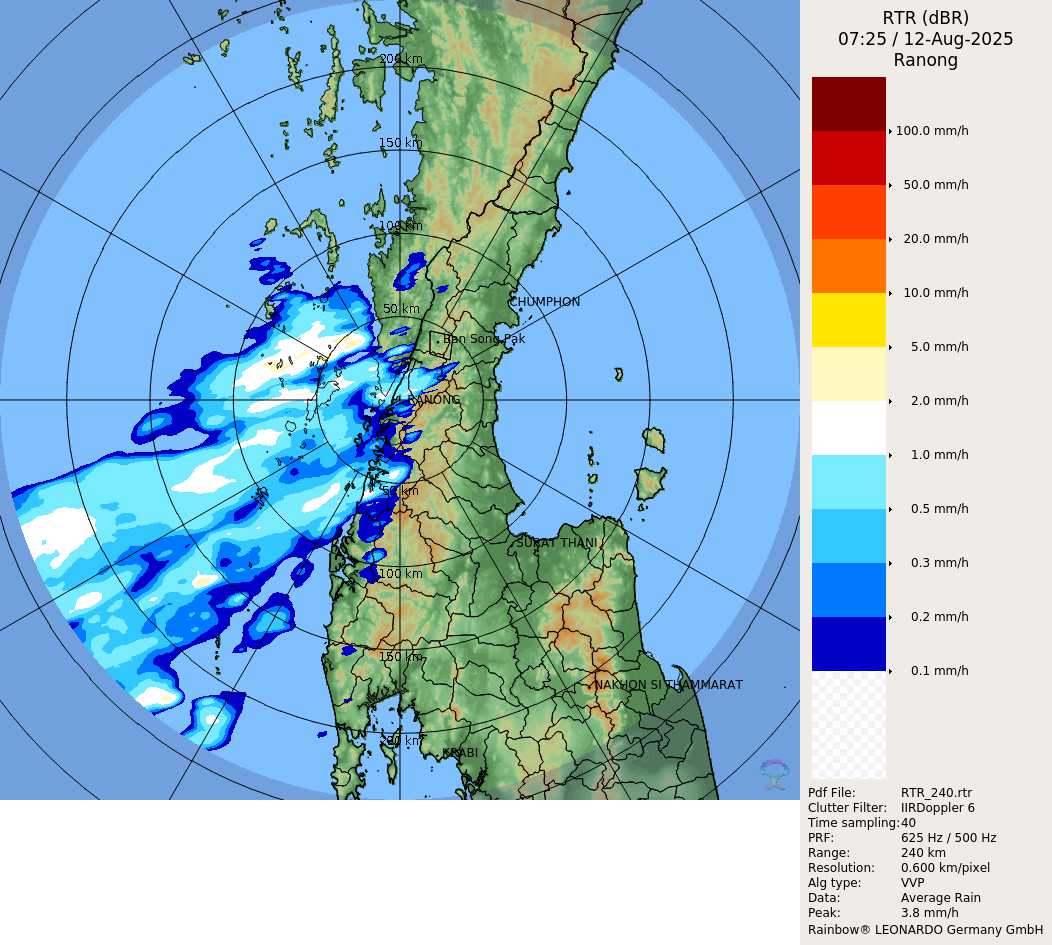 RTR (dBR)
07:25 / 12-Aug-2025
Ranong
100.0 mm/h
50.0 mm/h
20.0 mm/h
10.0 mm/h
5.0 mm/h
2.0 mm/h
1.0 mm/h
0.5 mm/h
0.3 mm/h
0.2 mm/h
0.1 mm/h
200 km
150 km
100 km
50 km
CHUMPHON
Ban Song Pak
RANONG
50 km
SURAT THANI
100 km
150 km
NAKHON SI THAMMARAT
200 km
KRABI
Pdf File: RTR_240.rtr
Clutter Filter: IIRDoppler 6
Time sampling:40
PRF: 625 Hz / 500 Hz
Range: 240 km
Resolution: 0.600 km/pixel
Alg type: VVP
Data: Average Rain
Peak: 3.8 mm/h
Rainbow® LEONARDO Germany GmbH